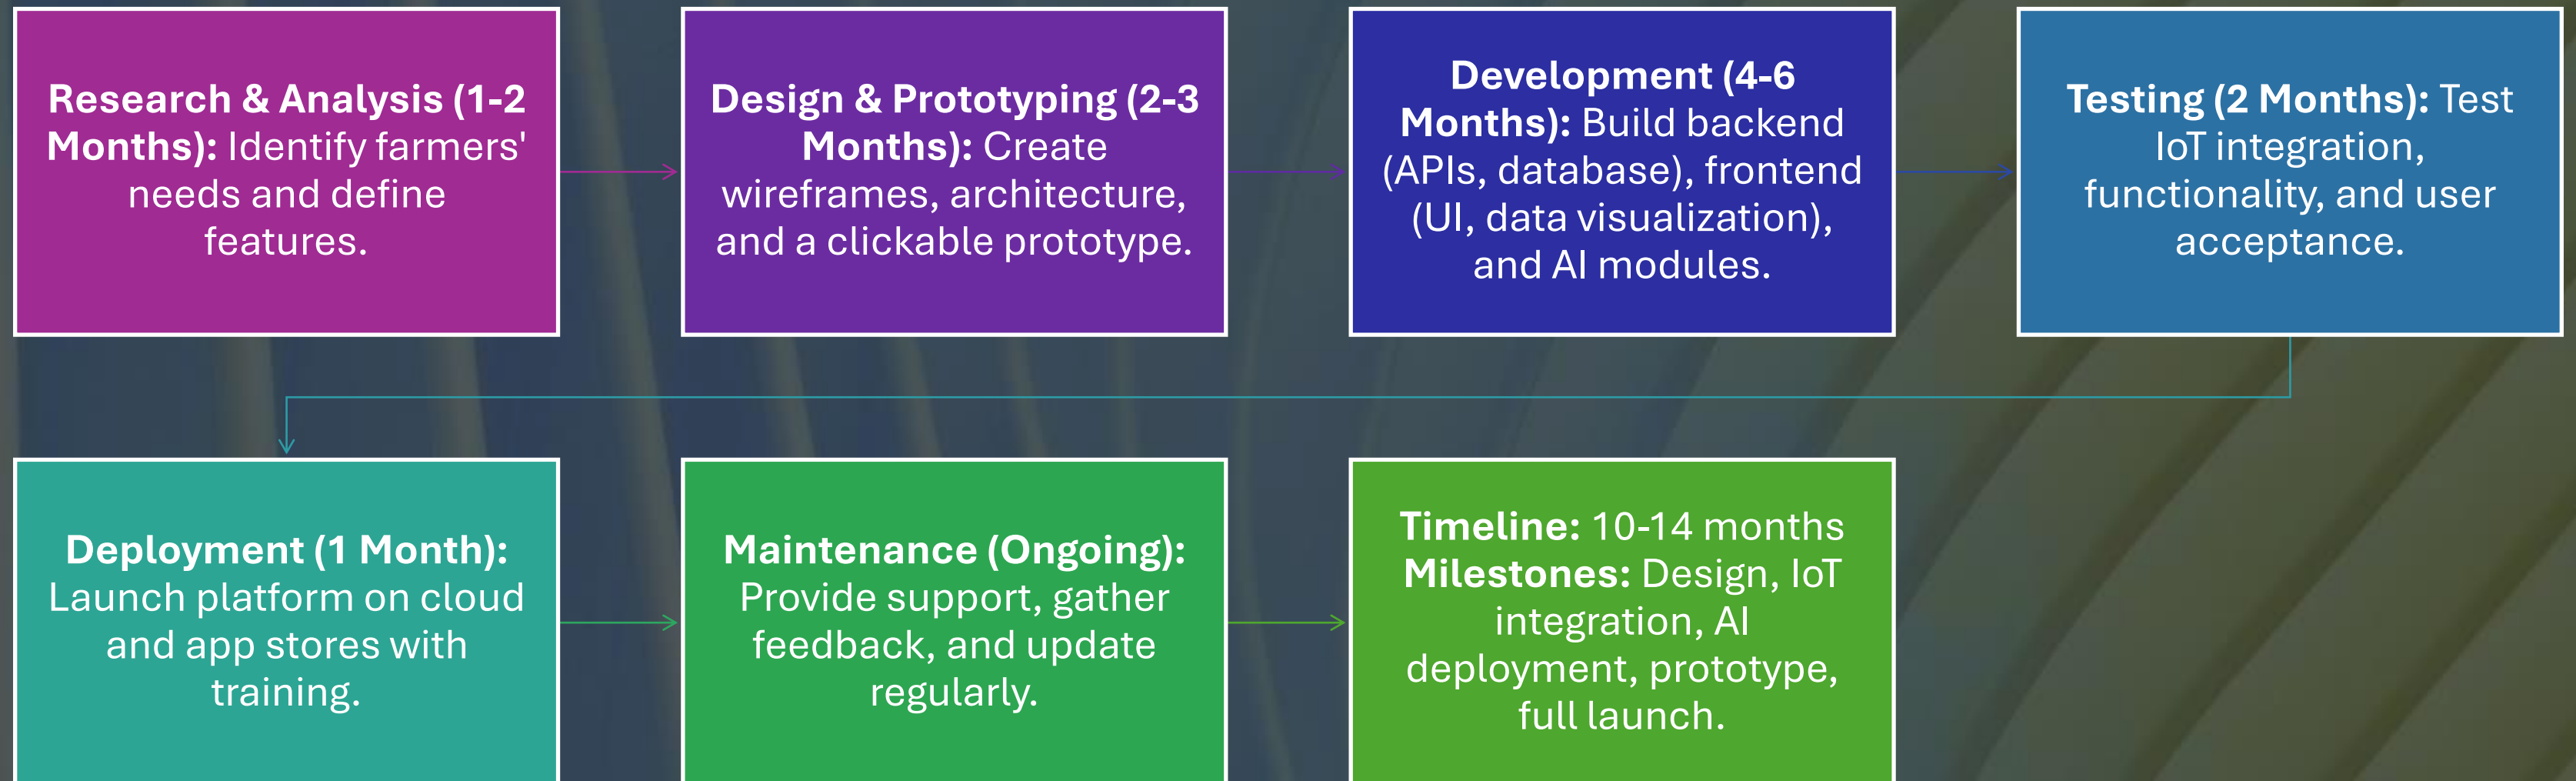 Research & Analysis (1-2
Months): Identify farmers'
needs and define
features.
Design & Prototyping (2-3
Months): Create
wireframes, architecture,
and a clickable prototype.
Development (4-6
Months): Build backend
(APIs, database), frontend
(UI, data visualization),
and AI modules.
Testing (2 Months): Test
IoT integration,
functionality, and user
acceptance.
Deployment (1 Month):
Launch platform on cloud
and app stores with
training.
Maintenance (Ongoing):
Provide support, gather
feedback, and update
regularly.
Timeline: 10-14 months
Milestones: Design, IoT
integration, AI
deployment, prototype,
full launch.